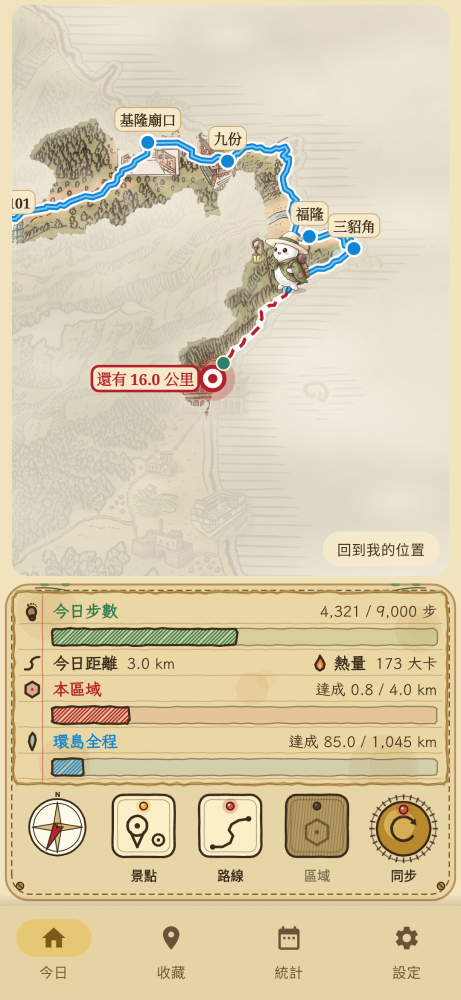 基隆廟口
九份
101
福隆
三貂角
還有 16.0 公里
回到我的位置
今日步數 4,321 / 9,000 步
今日距離 3.0 km 熱量 173 大卡
本區域 達成 0.8 / 4.0 km
環島全程 達成 85.0 / 1,045 km
N
景點 路線 區域 同步
今日 收藏 統計 設定